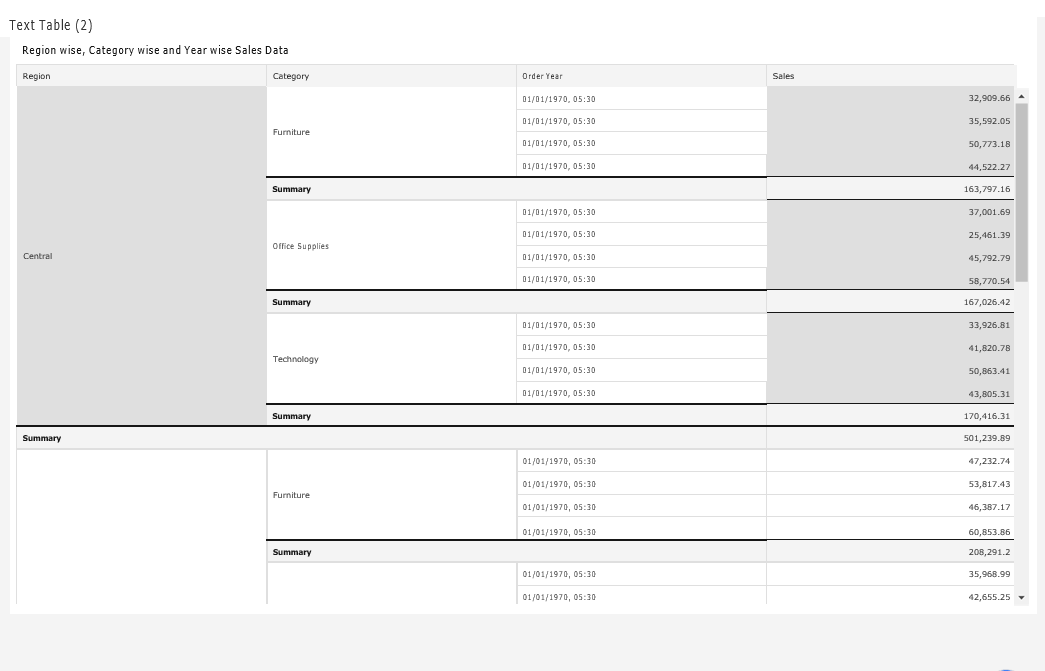 Text Table (2)
Region wise, Category wise and Year wise Sales Data
Region Category Order Year Sales
01/01/1970, 05:30 32,909.66
01/01/1970, 05:30 35,592.05
Furniture
01/01/1970, 05:30 50,773.18
01/01/1970, 05:30 44,522.27
Summary 163,797.16
01/01/1970, 05:30 37,001.69
01/01/1970, 05:30 25,461.39
Office Supplies
Central
01/01/1970, 05:30 45,792.79
01/01/1970, 05:30 58,770.54
Summary 167,026.42
01/01/1970, 05:30 33,926.81
01/01/1970, 05:30 41,820.78
Technology
01/01/1970, 05:30 50,863.41
01/01/1970, 05:30 43,805.31
Summary 170,416.31
Summary 501,239.89
01/01/1970, 05:30 47,232.74
01/01/1970, 05:30 53,817.43
Furniture
01/01/1970, 05:30 46,387.17
01/01/1970, 05:30 60,853.86
Summary 208,291.2
01/01/1970, 05:30 35,968.99
01/01/1970, 05:30 42,655.25